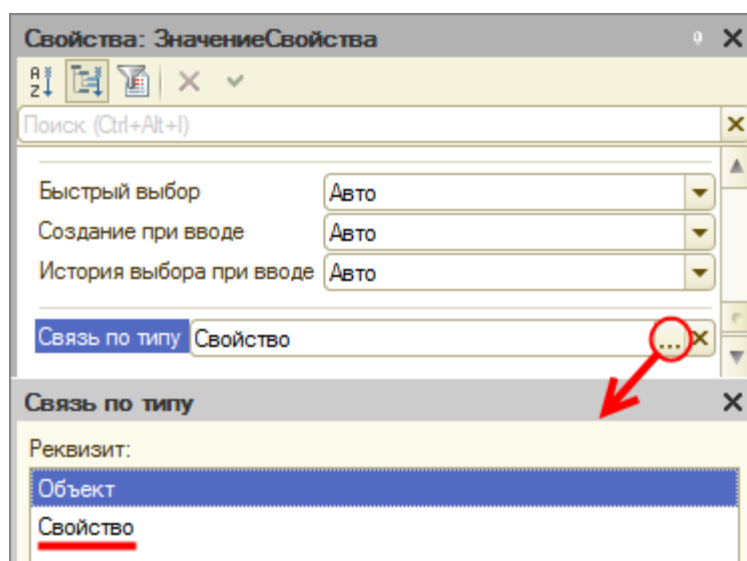 Свойства: ЗначениеСвойства
Поиск (Ctrl+Alt+I)
Быстрый выбор Авто
Создание при вводе Авто
История выбора при вводе Авто
Связь по типу Свойство ...
Связь по типу
Реквизит:
Объект
Свойство